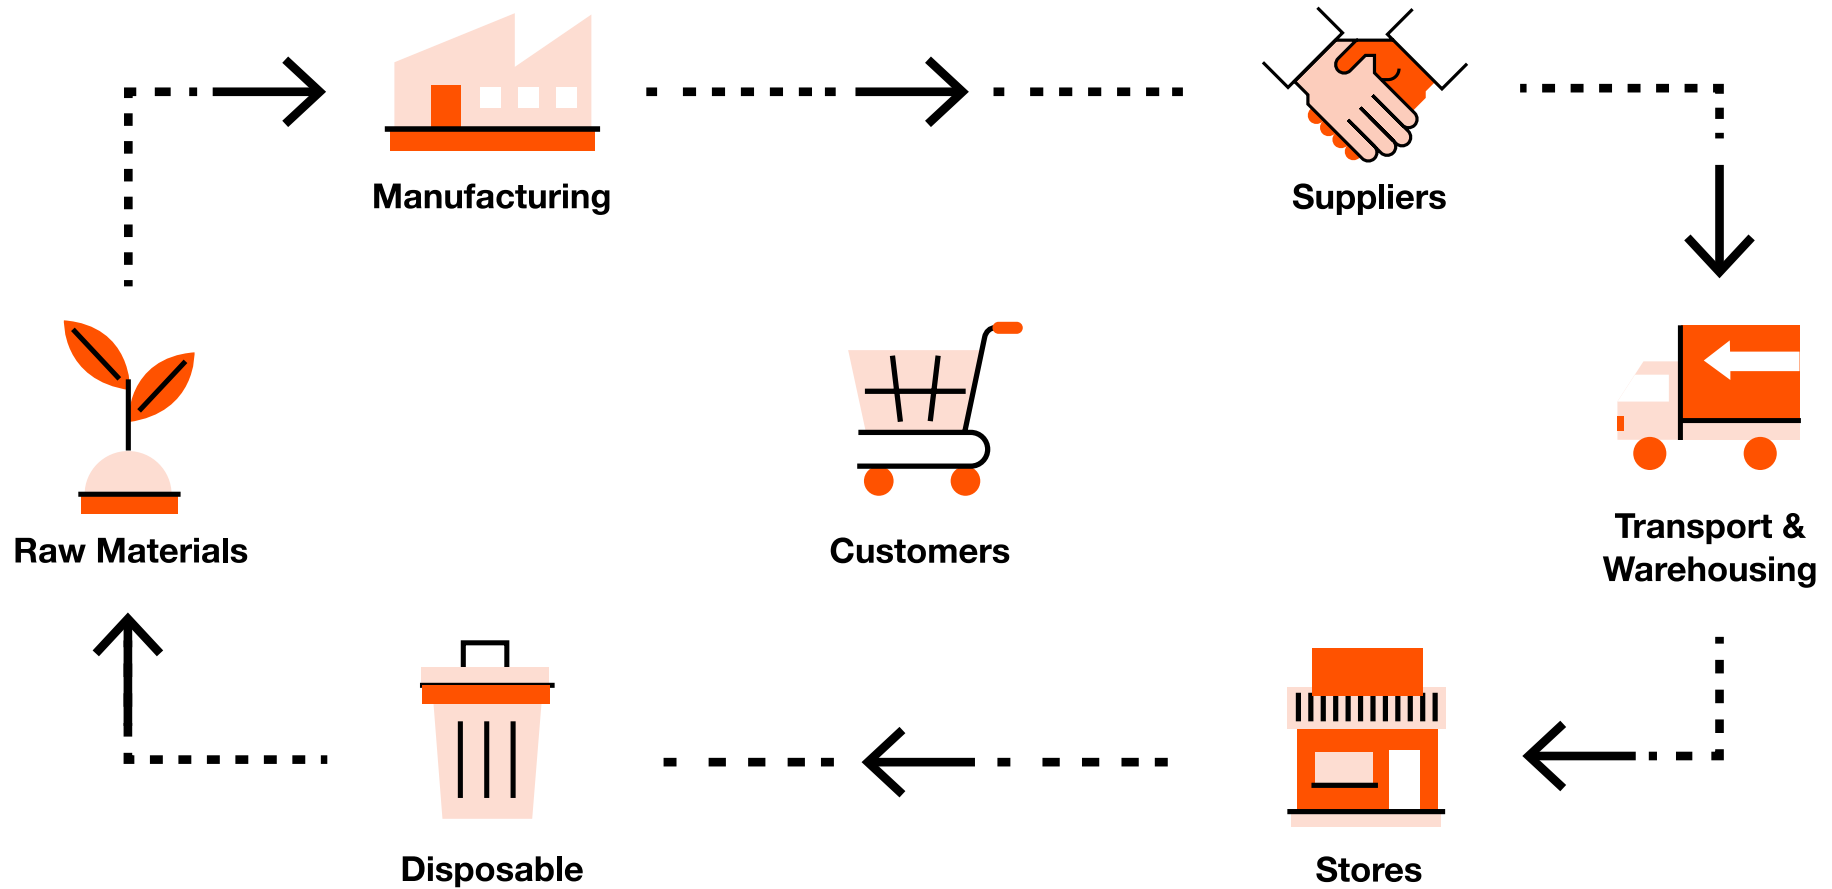 Manufacturing
Suppliers
Raw Materials
Customers
Transport &
Warehousing
Disposable
Stores